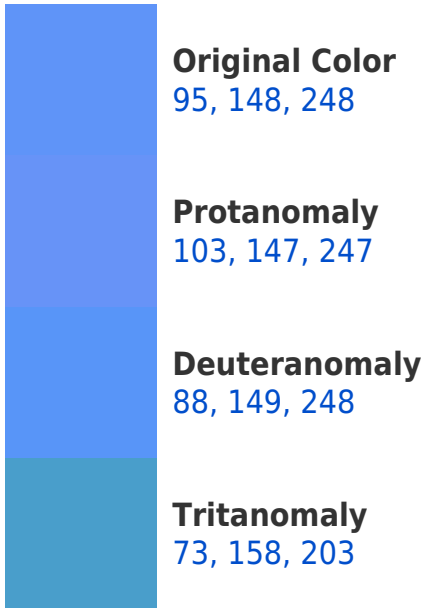 Original Color
95, 148, 248
Protanomaly
103, 147, 247
Deuteranomaly
88, 149, 248
Tritanomaly
73, 158, 203